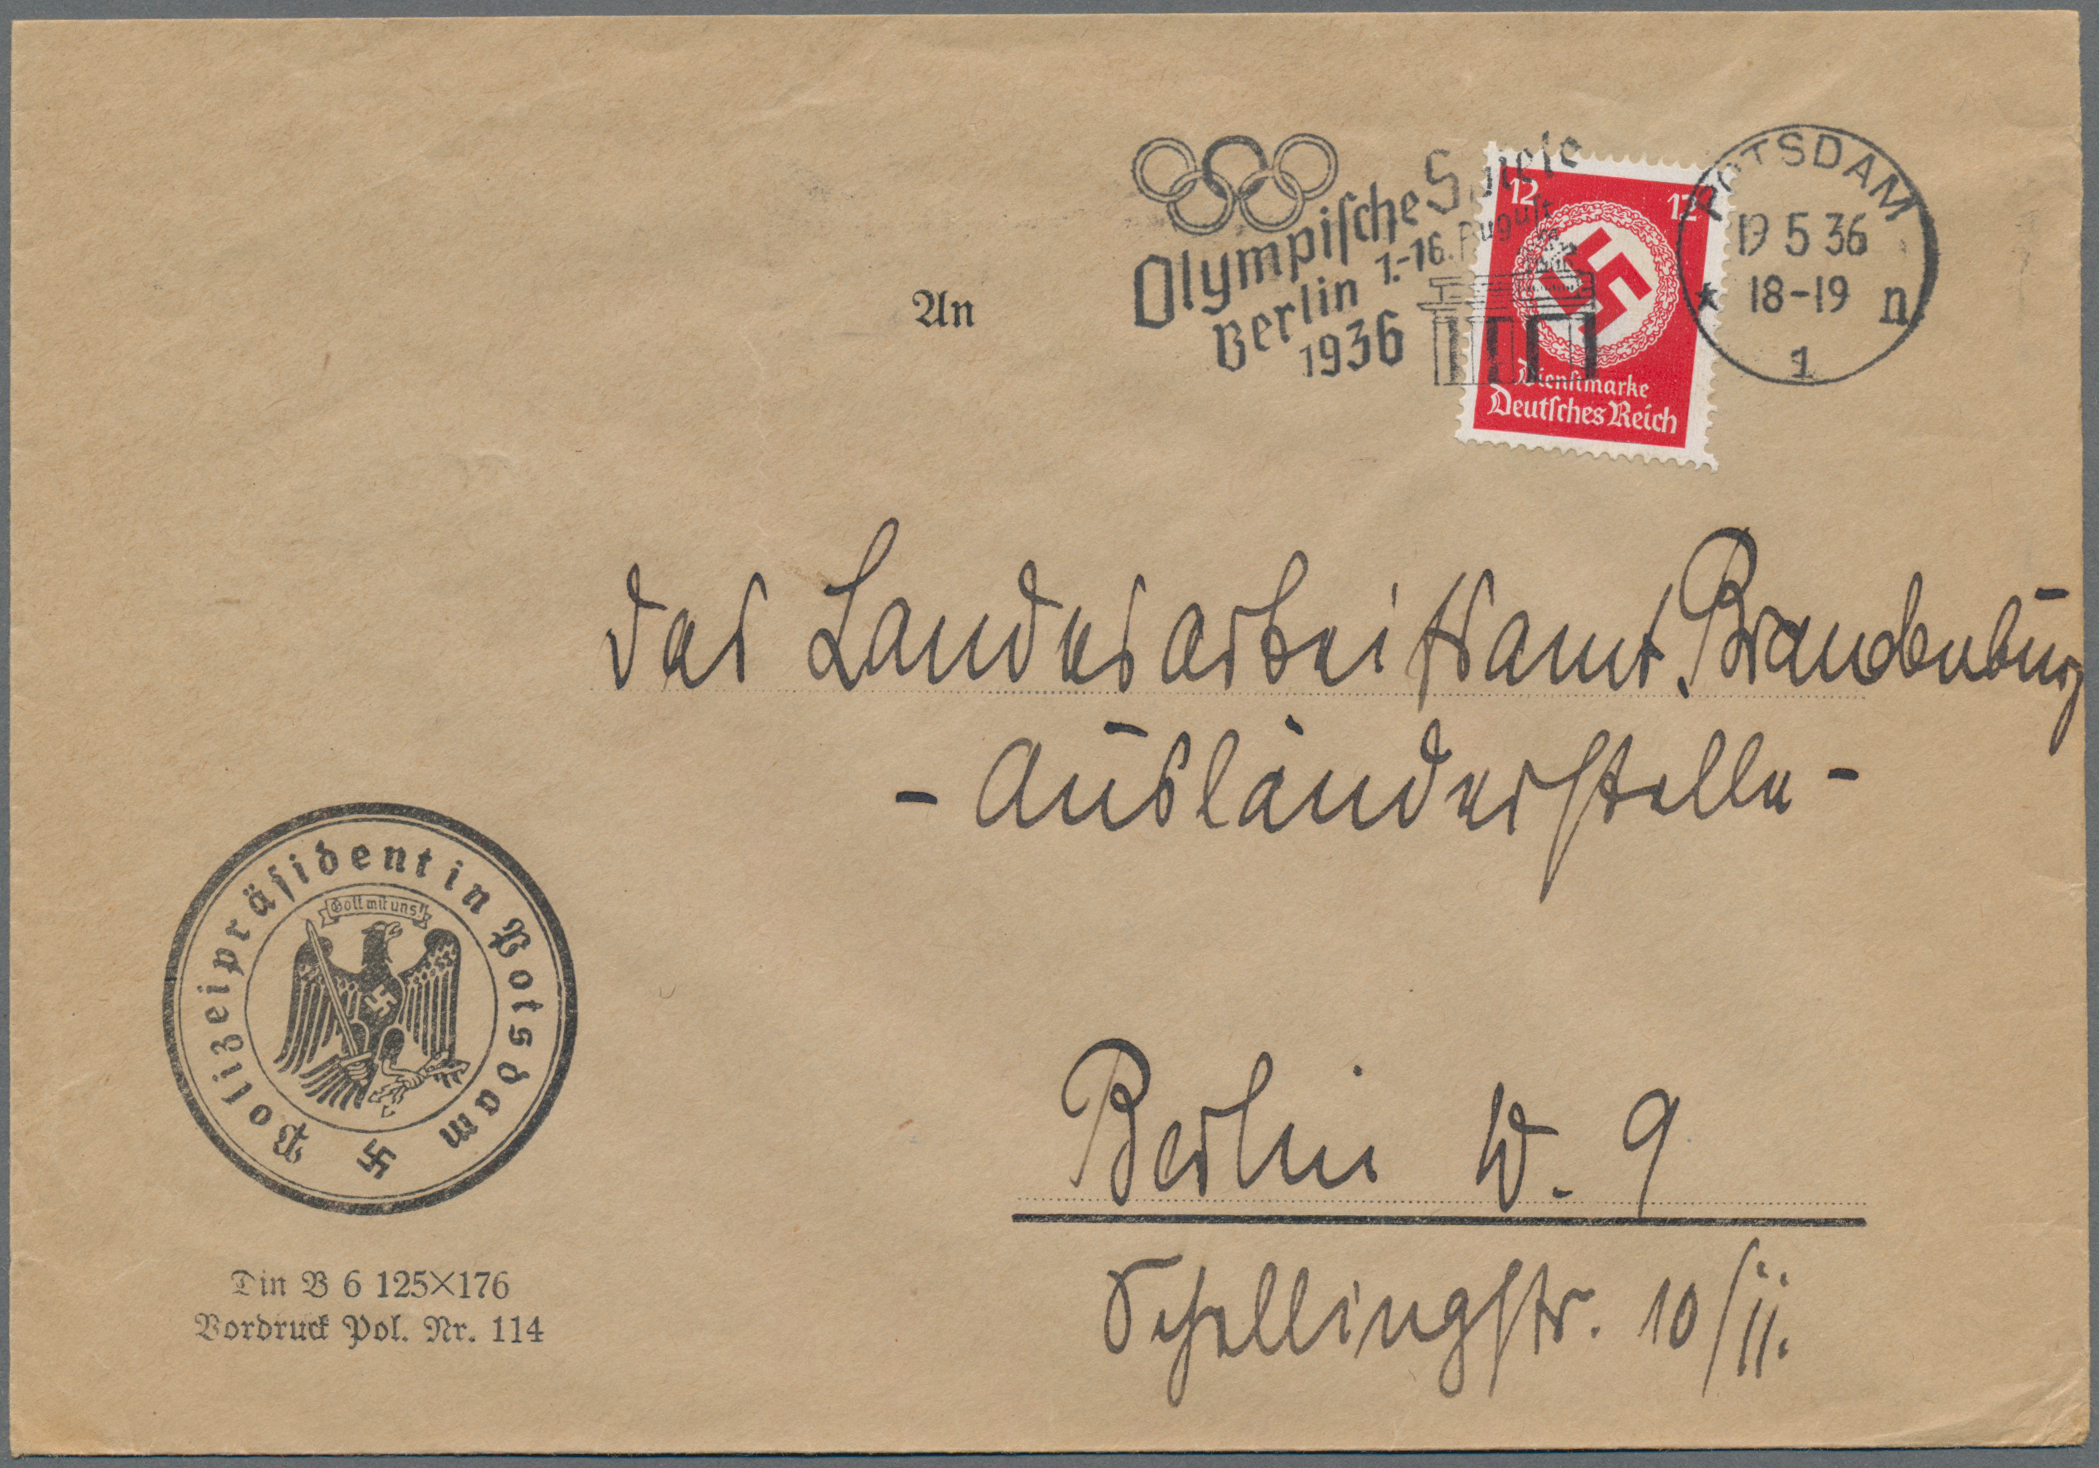 Olympische Spiele
Berlin 1.-16. August
1936
12 12
Dienstmarke
Deutsches Reich
POTSDAM
19 5 36
18-19
* n
1
An
das Landesarbeitsamt Brandenburg
- Ausländerstelle -
Polizeipräsident in Potsdam
Gott mit uns!
Berlin W. 9
Schellingstr. 10/II.
Din B 6 125×176
Vordruck Pol. Nr. 114